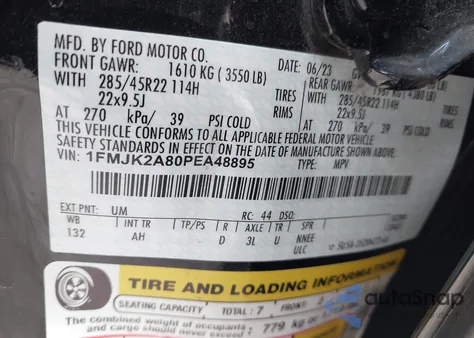 MFD. BY FORD MOTOR CO.
DATE: 06/23
FRONT GAWR: 1610 KG ( 3550 LB)
REAR GAWR:
WITH 285/45R22 114H TIRES WITH 285/45R22 114H
22x9.5J RIMS 22x9.5J
AT 270 kPa/ 39 PSI COLD AT 270 kPa/ 39 PSI COLD
THIS VEHICLE CONFORMS TO ALL APPLICABLE FEDERAL MOTOR VEHICLE
SAFETY STANDARDS IN EFFECT ON THE DATE OF MANUFACTURE SHOWN ABOVE.
VIN: 1FMJK2A80PEA48895 TYPE: MPV
EXT PNT: UM RC: 44 DSO:
WB INT TR TP/PS R AXLE TR SPR
132 AH D 3L U NNEE
ULC
TIRE AND LOADING INFORMATION
SEATING CAPACITY TOTAL: 7 FRONT: 2
The combined weight of occupants
and cargo should never exceed 779 kg or
autoSnap